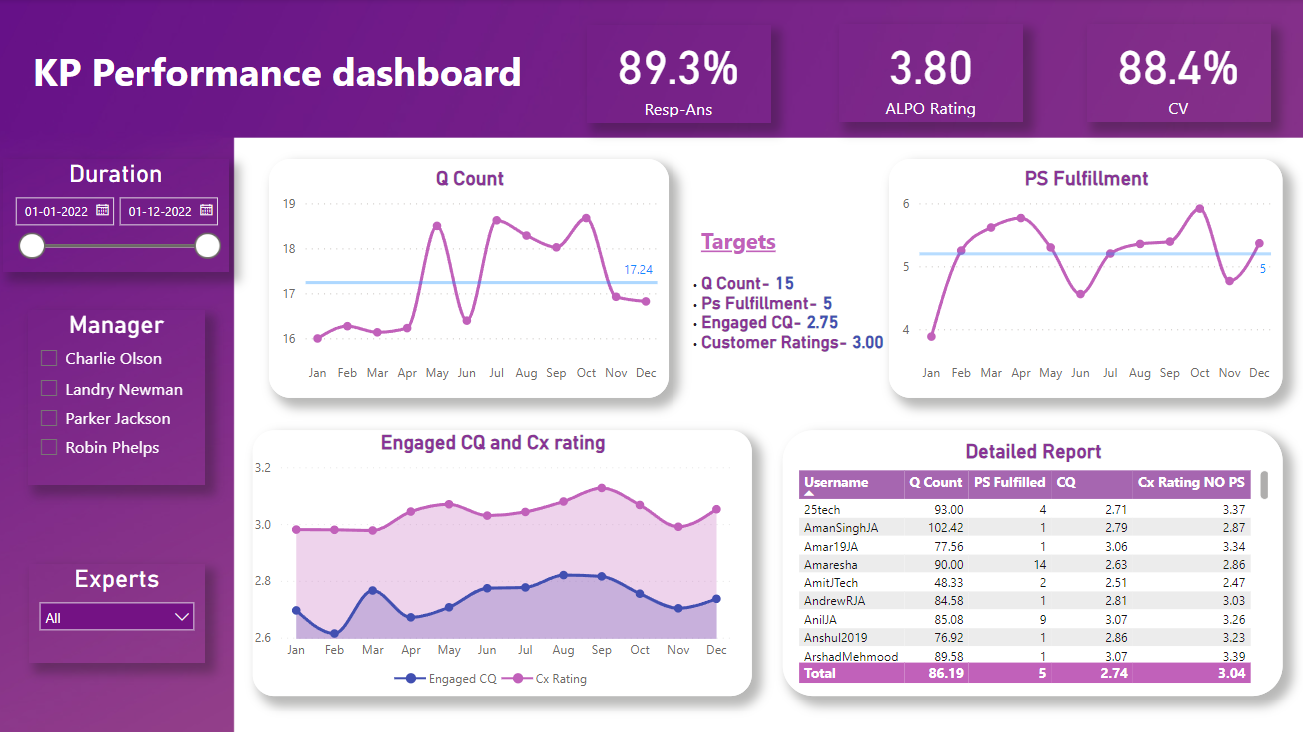 KP Performance dashboard
89.3%
Resp-Ans
3.80
ALPO Rating
88.4%
CV
Duration
01-01-2022 01-12-2022
Manager
Charlie Olson
Landry Newman
Parker Jackson
Robin Phelps
Experts
All
Q Count
19
18
17
16
17.24
Jan Feb Mar Apr May Jun Jul Aug Sep Oct Nov Dec
Targets
• Q Count- 15
• Ps Fulfillment- 5
• Engaged CQ- 2.75
• Customer Ratings- 3.00
PS Fulfillment
6
5
4
5
Jan Feb Mar Apr May Jun Jul Aug Sep Oct Nov Dec
Engaged CQ and Cx rating
3.2
3.0
2.8
2.6
Jan Feb Mar Apr May Jun Jul Aug Sep Oct Nov Dec
Engaged CQ Cx Rating
Detailed Report
Username Q Count PS Fulfilled CQ Cx Rating NO PS
25tech 93.00 4 2.71 3.37
AmanSinghJA 102.42 1 2.79 2.87
Amar19JA 77.56 1 3.06 3.34
Amaresha 90.00 14 2.63 2.86
AmitJTech 48.33 2 2.51 2.47
AndrewRJA 84.58 1 2.81 3.03
AnilJA 85.08 9 3.07 3.26
Anshul2019 76.92 1 2.86 3.23
ArshadMehmood 89.58 1 3.07 3.39
Total 86.19 5 2.74 3.04